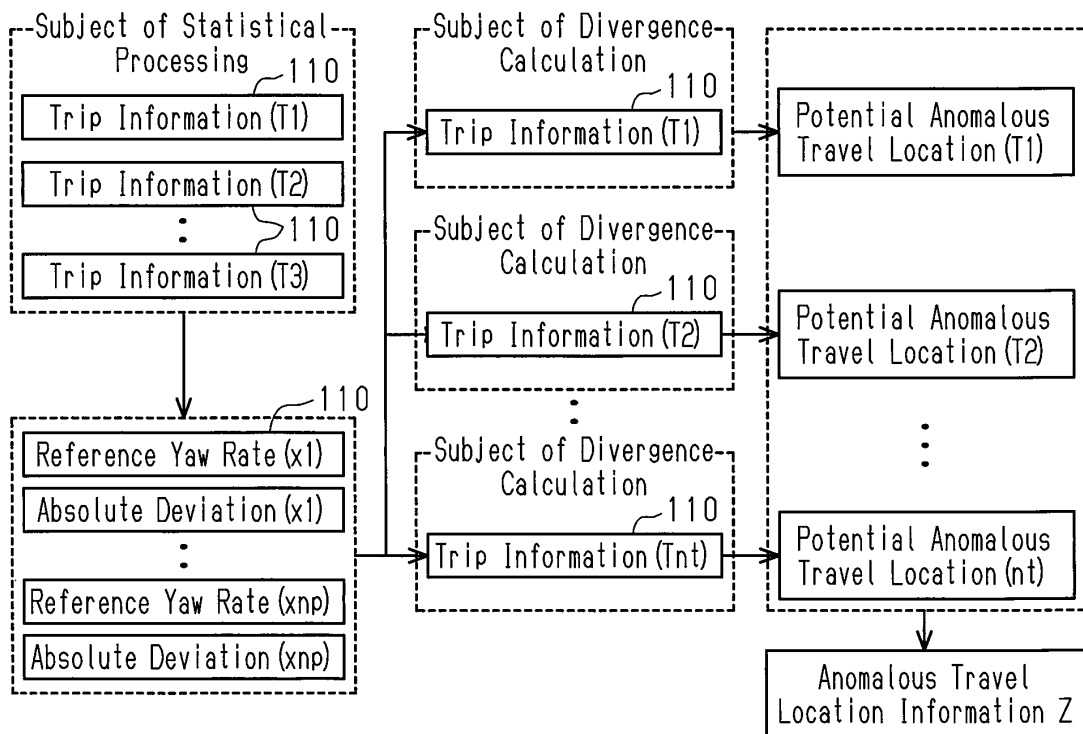 Subject of Statistical
Processing
110
Trip Information (T1)
Trip Information (T2)
110
Trip Information (T3)
110
Reference Yaw Rate (x1)
Absolute Deviation (x1)
Reference Yaw Rate (xnp)
Absolute Deviation (xnp)
Subject of Divergence
Calculation
110
Trip Information (T1)
Subject of Divergence
Calculation
110
Trip Information (T2)
Subject of Divergence
Calculation
110
Trip Information (Tnt)
Potential Anomalous
Travel Location (T1)
Potential Anomalous
Travel Location (T2)
Potential Anomalous
Travel Location (nt)
Anomalous Travel
Location Information Z